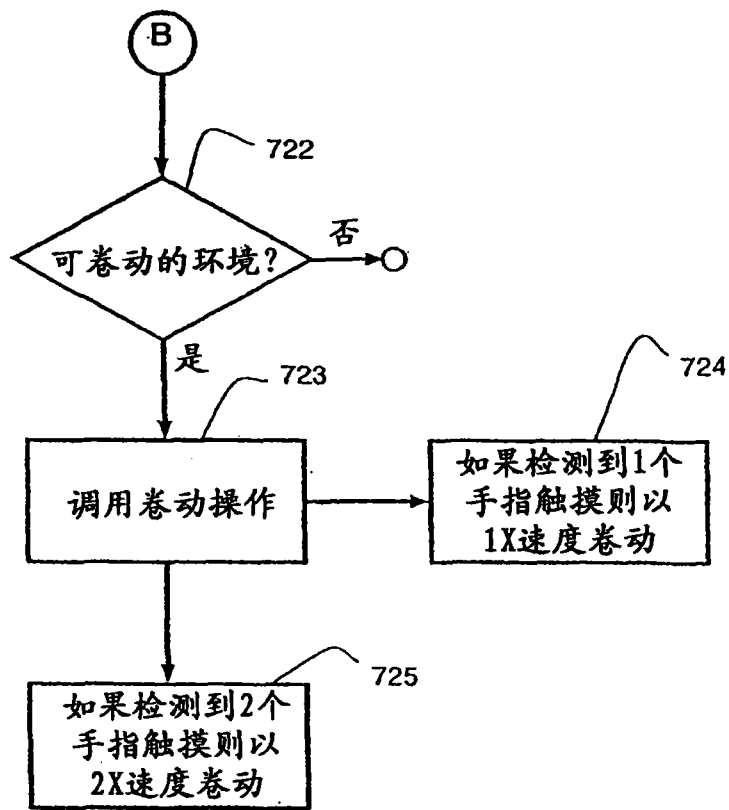 B
722
可卷动的环境?
否
是
723
724
调用卷动操作
如果检测到1个
手指触摸则以
1X速度卷动
725
如果检测到2个
手指触摸则以
2X速度卷动